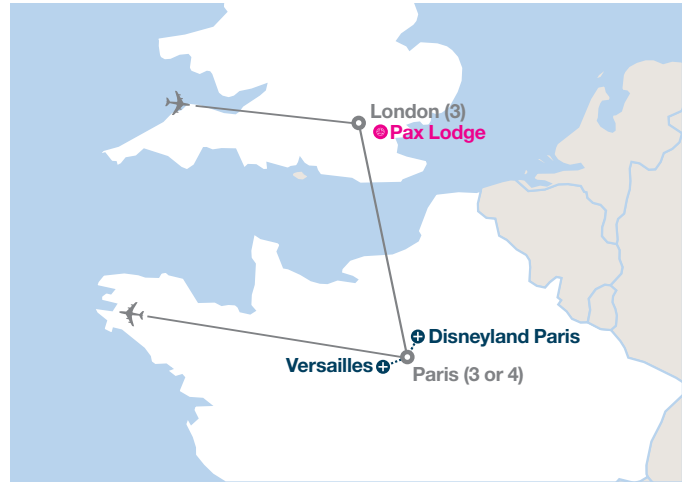 London (3)
Pax Lodge
Disneyland Paris
Versailles
Paris (3 or 4)